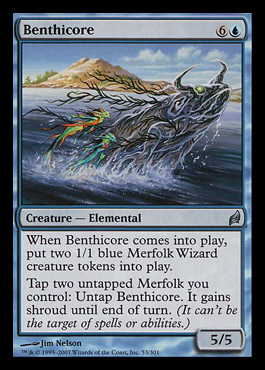 Benthicore 6
Creature — Elemental
When Benthicore comes into play,
put two 1/1 blue Merfolk Wizard
creature tokens into play.
Tap two untapped Merfolk you
control: Untap Benthicore. It gains
shroud until end of turn. (It can't be
the target of spells or abilities.)
Jim Nelson
5/5
™ & © 1993–2007 Wizards of the Coast, Inc. 53/301